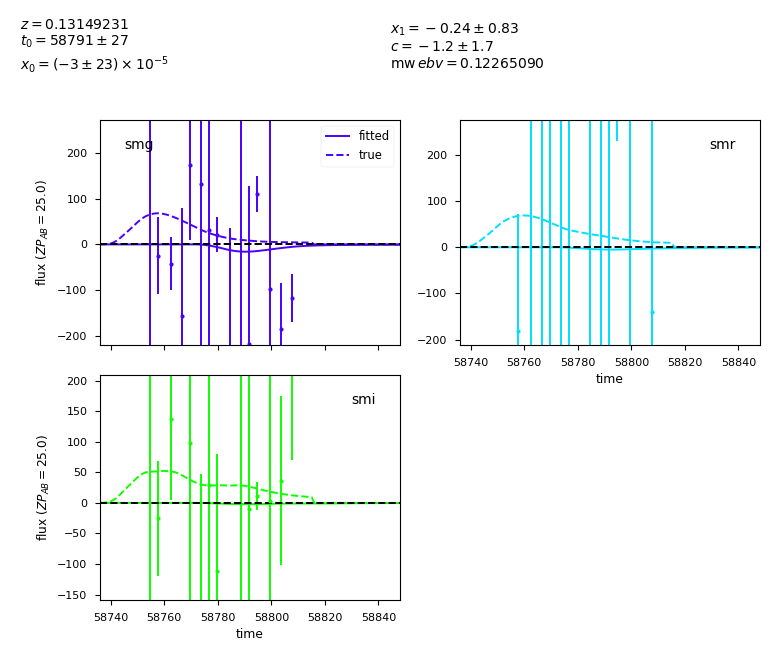 z = 0.13149231
t₀ = 58791 ± 27
x₀ = (−3 ± 23) × 10⁻⁵
x₁ = −0.24 ± 0.83
c = −1.2 ± 1.7
mw ebv = 0.12265090
smg
fitted
true
flux (ZP_AB = 25.0)
200
100
0
−100
−200
smr
200
100
0
−100
−200
58740 58760 58780 58800 58820 58840
time
smi
flux (ZP_AB = 25.0)
200
150
100
50
0
−50
−100
−150
58740 58760 58780 58800 58820 58840
time